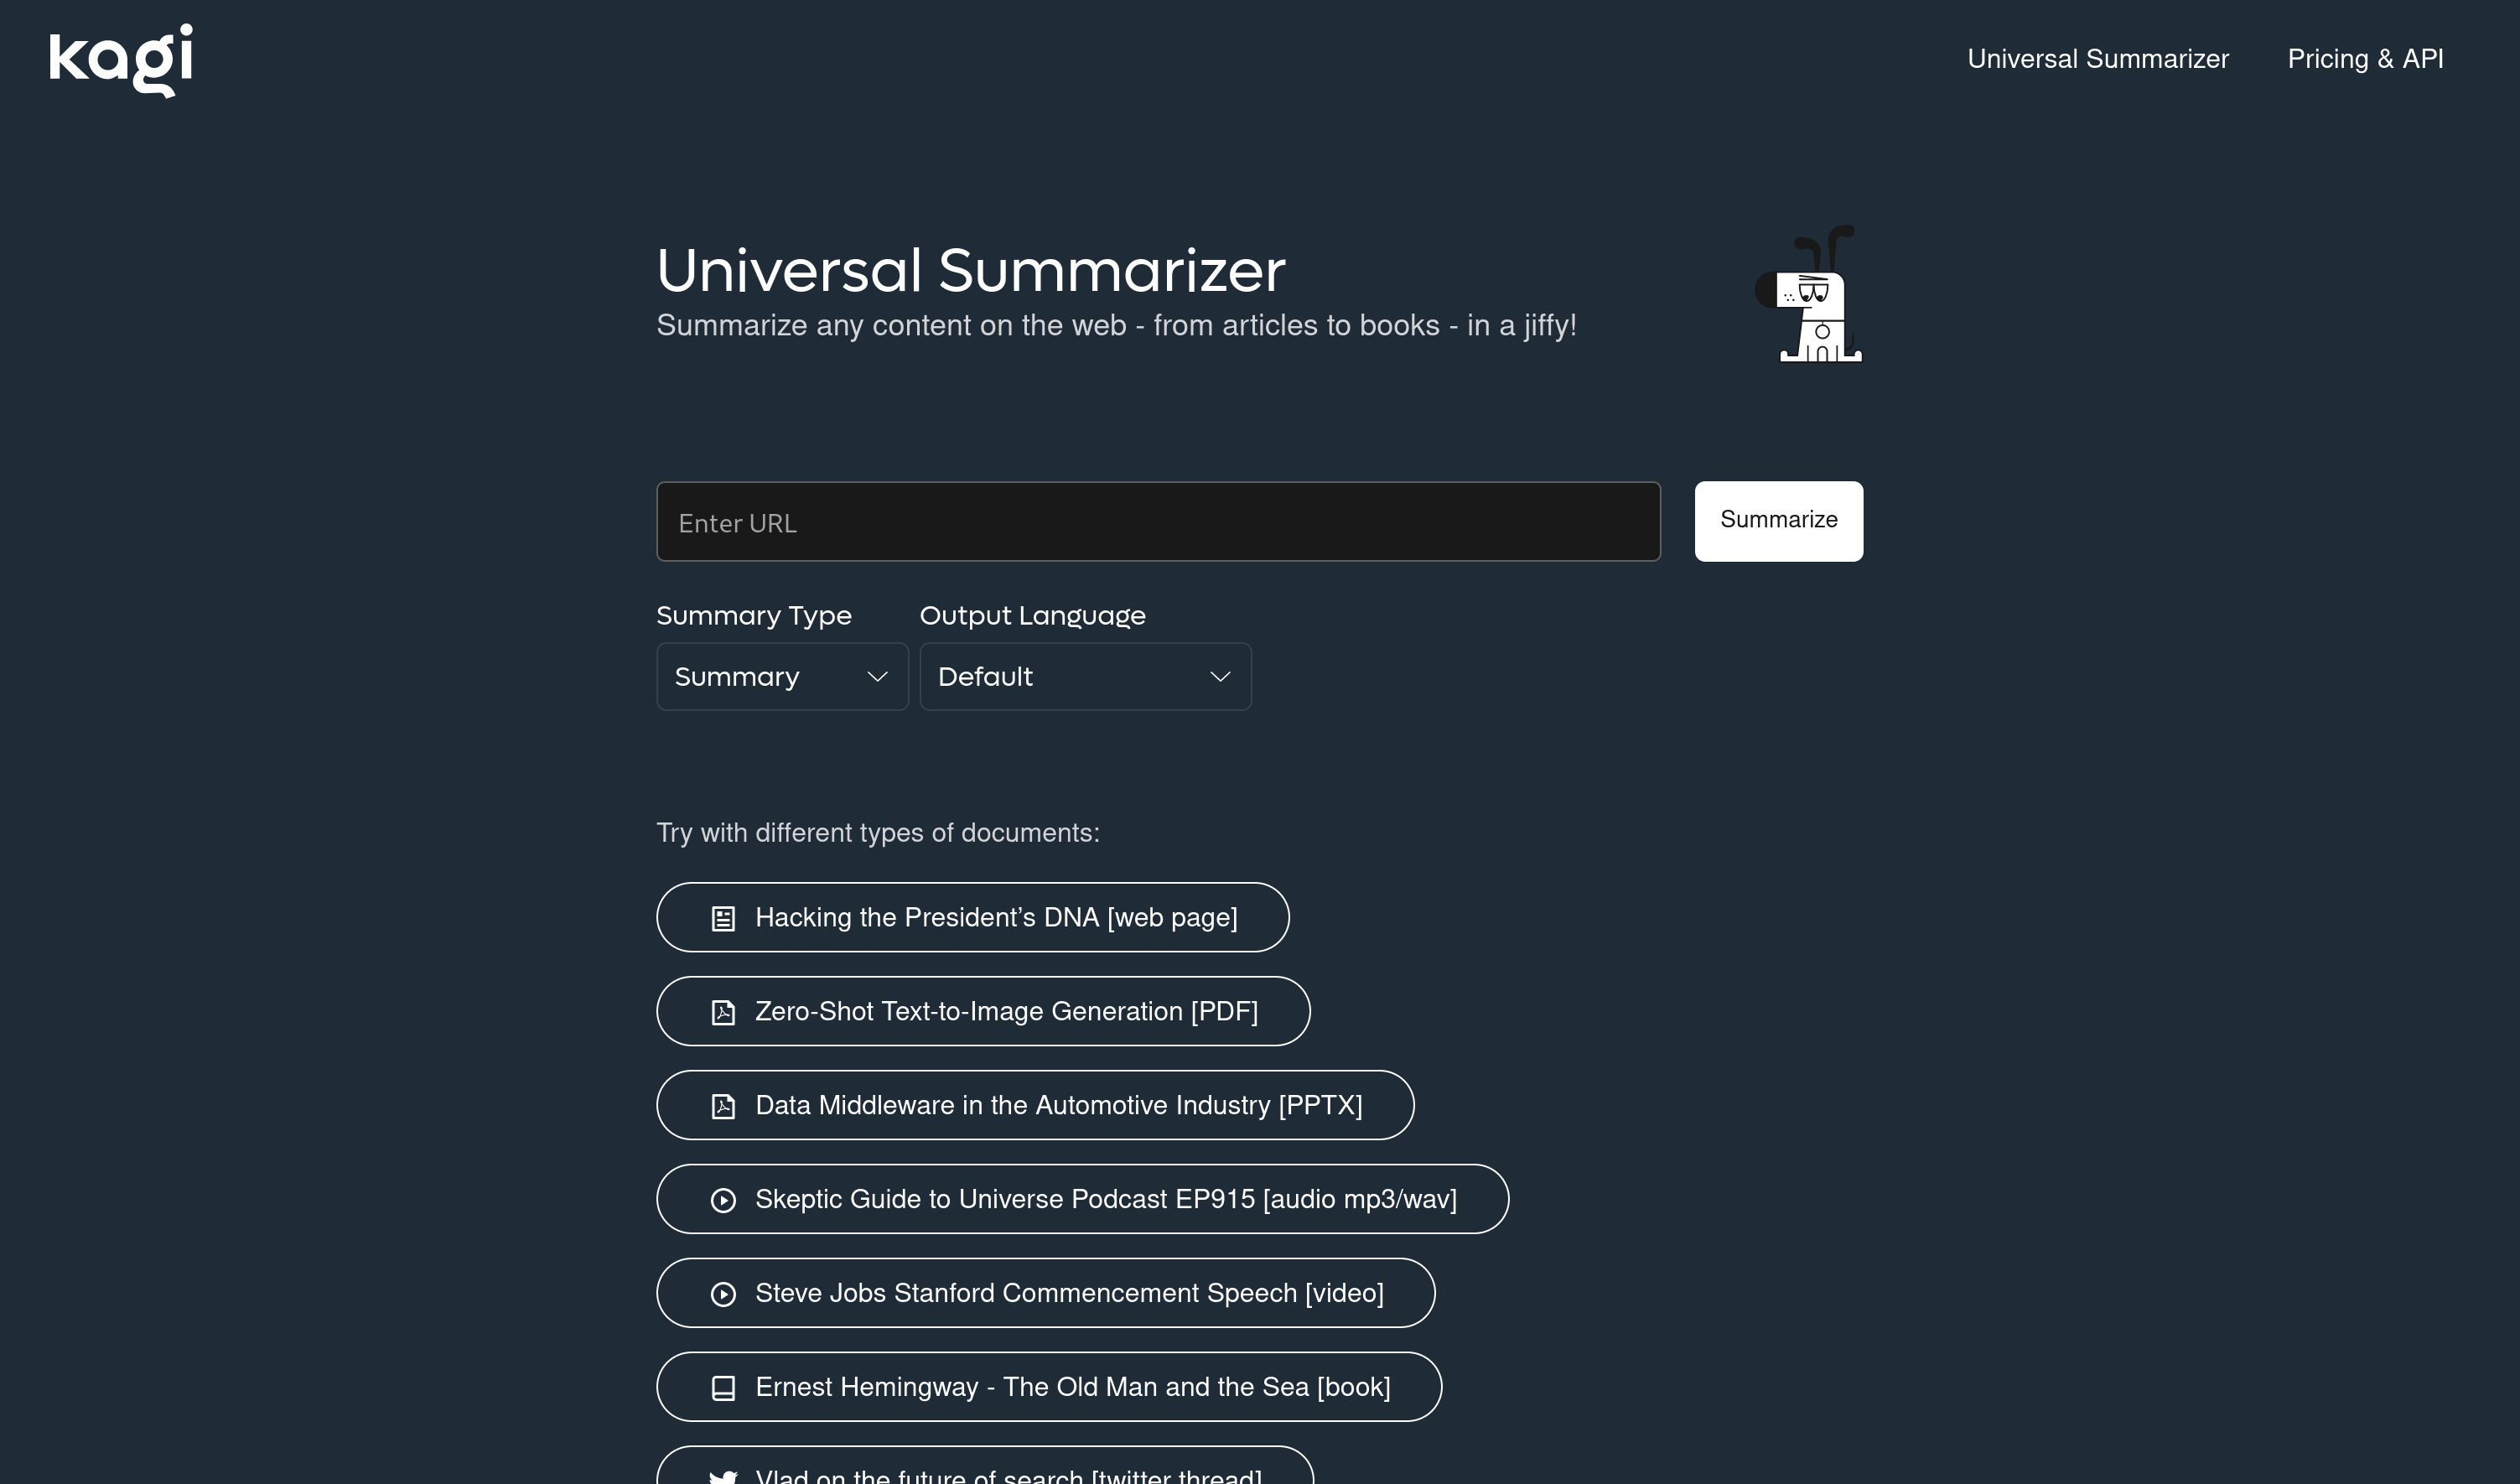 kagi
Universal Summarizer
Pricing & API
Universal Summarizer
Summarize any content on the web - from articles to books - in a jiffy!
Enter URL
Summarize
Summary Type
Output Language
Summary
Default
Try with different types of documents:
Hacking the President’s DNA [web page]
Zero-Shot Text-to-Image Generation [PDF]
Data Middleware in the Automotive Industry [PPTX]
Skeptic Guide to Universe Podcast EP915 [audio mp3/wav]
Steve Jobs Stanford Commencement Speech [video]
Ernest Hemingway - The Old Man and the Sea [book]
Vlad on the future of search [twitter thread]